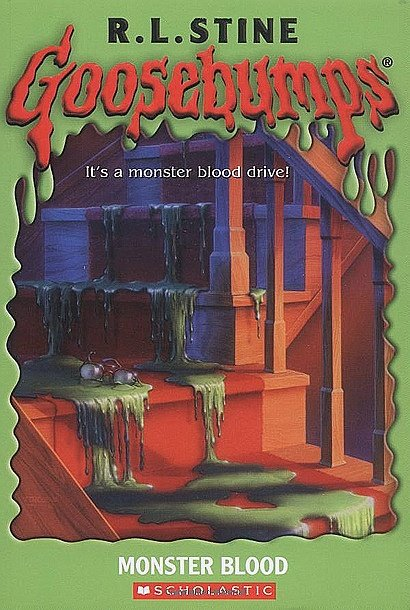 R.L.STINE
Goosebumps®
It's a monster blood drive!
MONSTER BLOOD
SCHOLASTIC